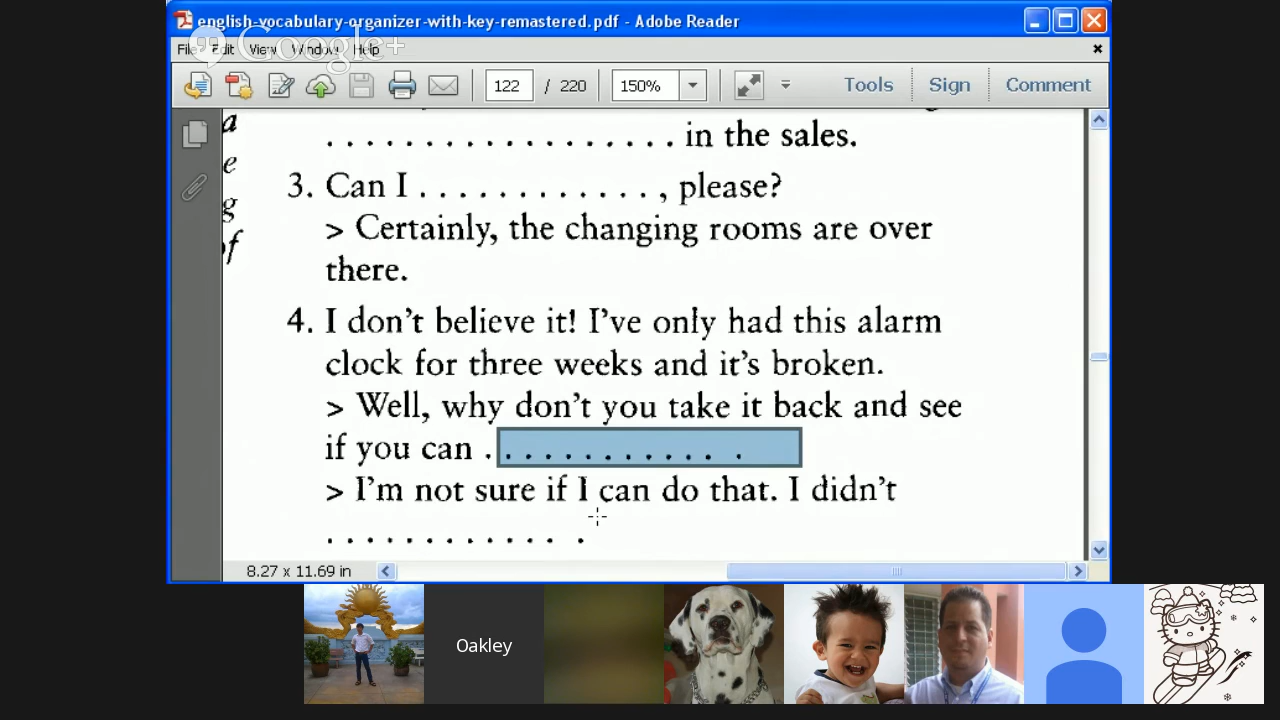 english-vocabulary-organizer-with-key-remastered.pdf - Adobe Reader
Google+
File Edit View Window Help
122 / 220 150% Tools Sign Comment
a
. . . . . . . . . . . . . . . . . . in the sales.
e
3. Can I . . . . . . . . . . . . . , please?
g
> Certainly, the changing rooms are over
of
there.
4. I don't believe it! I've only had this alarm
clock for three weeks and it's broken.
> Well, why don't you take it back and see
if you can . . . . . . . . . . . . .
> I'm not sure if I can do that. I didn't
. . . . . . . . . . . . .
8.27 x 11.69 in
Oakley